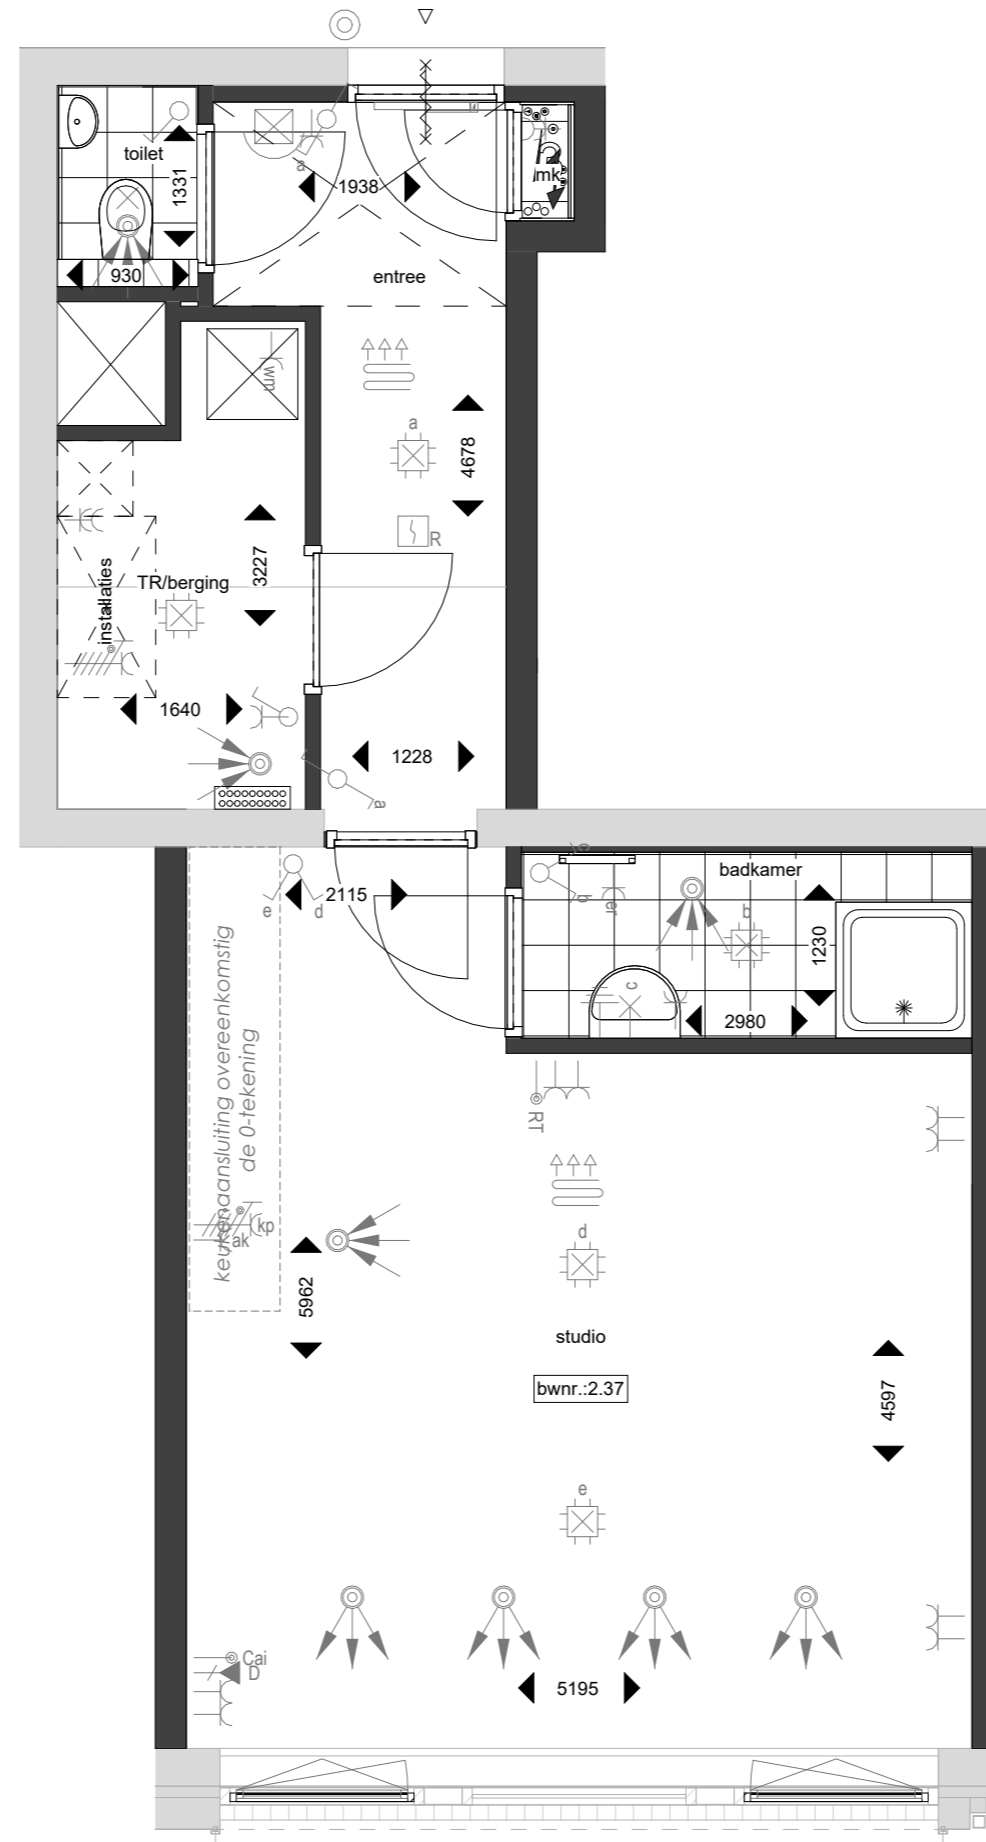 toilet
1331
930
a
1938
mk
entree
wm
a
4678
R
3227
TR/berging
installaties
1640
1228
a
e
d
2115
badkamer
b
er
b
1230
c
2980
keukenaansluiting overeenkomstig
de 0-tekening
RT
kp
ak
d
5962
studio
bwnr.:2.37
4597
e
Cai
D
5195